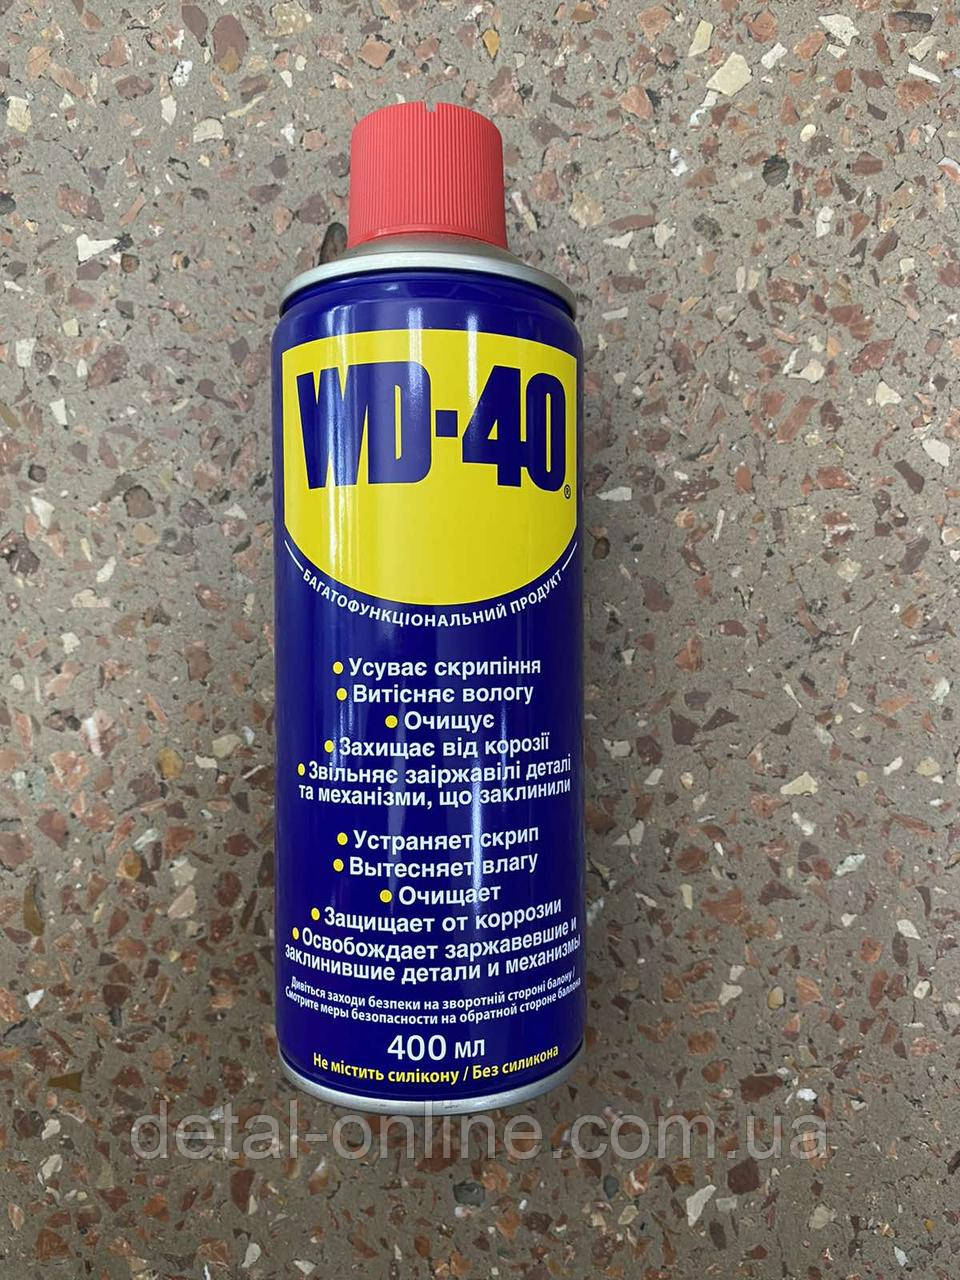 WD-40®
БАГАТОФУНКЦІОНАЛЬНИЙ ПРОДУКТ
• Усуває скрипіння
• Витісняє вологу
• Очищує
• Захищає від корозії
• Звільняє заіржавілі деталі
та механізми, що заклинили
• Устраняет скрип
• Вытесняет влагу
• Очищает
• Защищает от коррозии
• Освобождает заржавевшие и
заклинившие детали и механизмы
Дивіться заходи безпеки на зворотній стороні балону /
Смотрите меры безопасности на обратной стороне баллона
400 мл
Не містить силікону / Без силикона
detal-online.com.ua